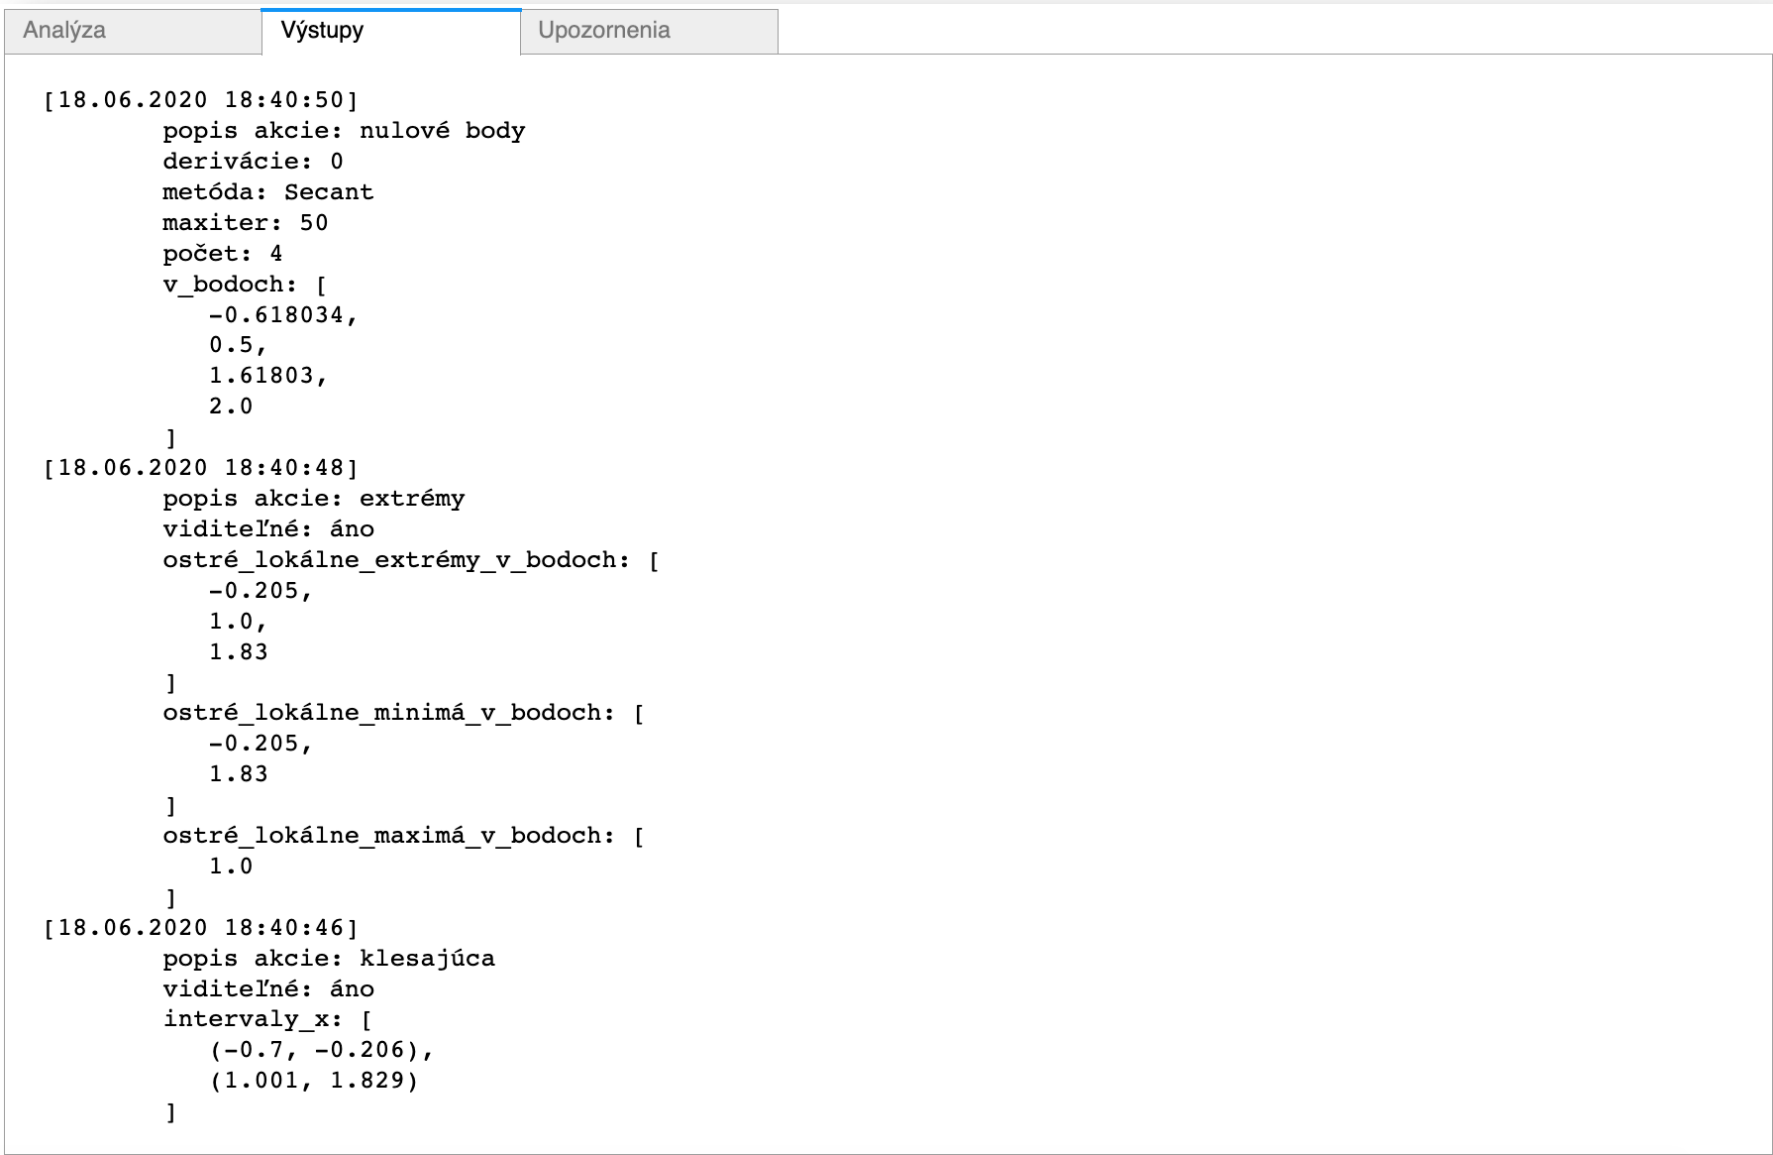 Analýza
Výstupy
Upozornenia
[18.06.2020 18:40:50]
popis akcie: nulové body
derivácie: 0
metóda: Secant
maxiter: 50
počet: 4
v_bodoch: [
-0.618034,
0.5,
1.61803,
2.0
]
[18.06.2020 18:40:48]
popis akcie: extrémy
viditeľné: áno
ostré_lokálne_extrémy_v_bodoch: [
-0.205,
1.0,
1.83
]
ostré_lokálne_minimá_v_bodoch: [
-0.205,
1.83
]
ostré_lokálne_maximá_v_bodoch: [
1.0
]
[18.06.2020 18:40:46]
popis akcie: klesajúca
viditeľné: áno
intervaly_x: [
(-0.7, -0.206),
(1.001, 1.829)
]